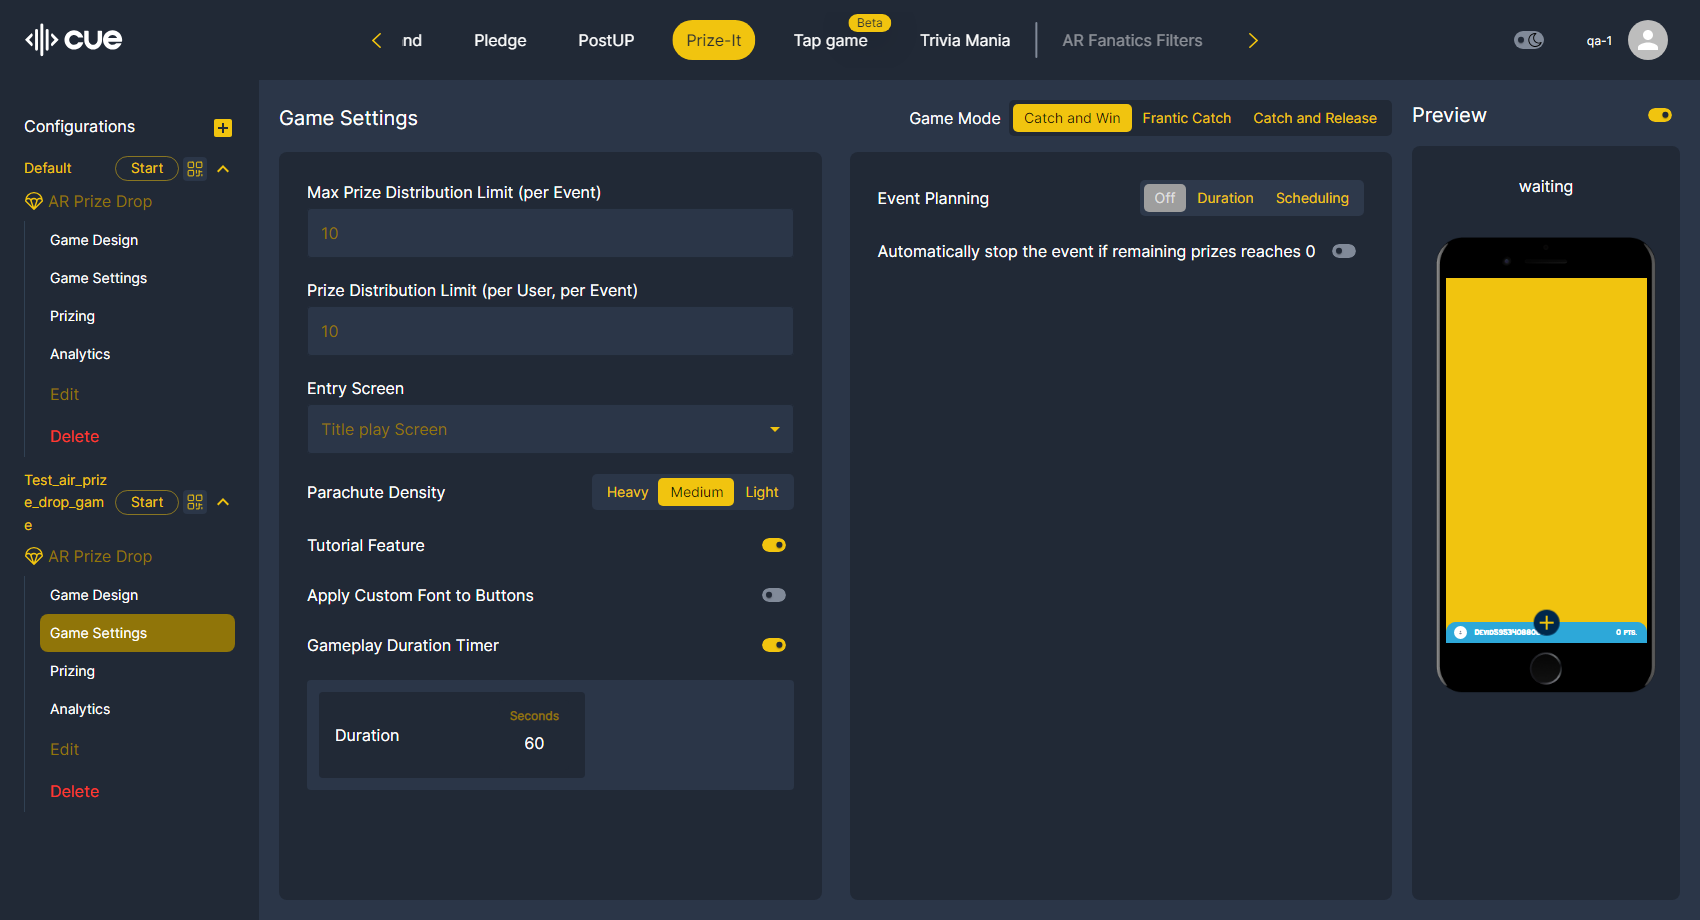 cue
nd
Pledge
PostUP
Prize-It
Beta
Tap game
Trivia Mania
AR Fanatics Filters
qa-1
Configurations
Default
Start
AR Prize Drop
Game Design
Game Settings
Prizing
Analytics
Edit
Delete
Test_air_priz
e_drop_gam
e
Start
AR Prize Drop
Game Design
Game Settings
Prizing
Analytics
Edit
Delete
Game Settings
Game Mode
Catch and Win
Frantic Catch
Catch and Release
Max Prize Distribution Limit (per Event)
10
Prize Distribution Limit (per User, per Event)
10
Entry Screen
Title play Screen
Parachute Density
Heavy
Medium
Light
Tutorial Feature
Apply Custom Font to Buttons
Gameplay Duration Timer
Duration
Seconds
60
Event Planning
Off
Duration
Scheduling
Automatically stop the event if remaining prizes reaches 0
Preview
waiting
0 PTS.